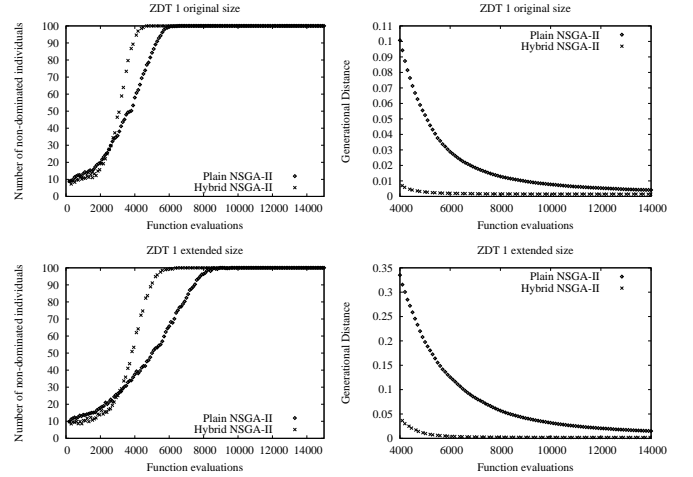 ZDT 1 original size
Number of non-dominated individuals
100
90
80
70
60
50
40
30
20
10
0
Plain NSGA-II
Hybrid NSGA-II
0 2000 4000 6000 8000 10000 12000 14000
Function evaluations
ZDT 1 original size
Generational Distance
0.11
0.1
0.09
0.08
0.07
0.06
0.05
0.04
0.03
0.02
0.01
0
Plain NSGA-II
Hybrid NSGA-II
4000 6000 8000 10000 12000 14000
Function evaluations
ZDT 1 extended size
Number of non-dominated individuals
100
90
80
70
60
50
40
30
20
10
0
Plain NSGA-II
Hybrid NSGA-II
0 2000 4000 6000 8000 10000 12000 14000
Function evaluations
ZDT 1 extended size
Generational Distance
0.35
0.3
0.25
0.2
0.15
0.1
0.05
0
Plain NSGA-II
Hybrid NSGA-II
4000 6000 8000 10000 12000 14000
Function evaluations